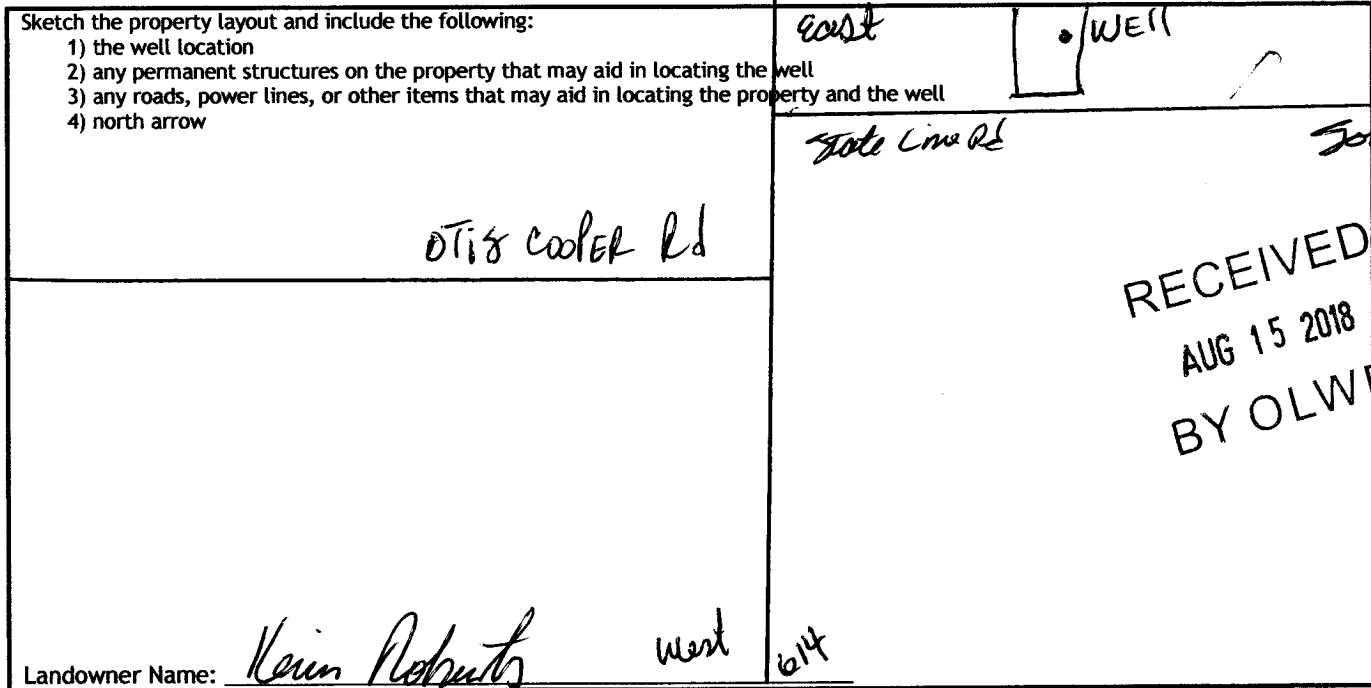 Sketch the property layout and include the following:
1) the well location
2) any permanent structures on the property that may aid in locating the well
3) any roads, power lines, or other items that may aid in locating the property and the well
4) north arrow
East
WEll
State Line Rd
OTis COOPER Rd
RECEIVED
AUG 15 2018
BY OLW
West
614
Landowner Name: Kevin Roberts